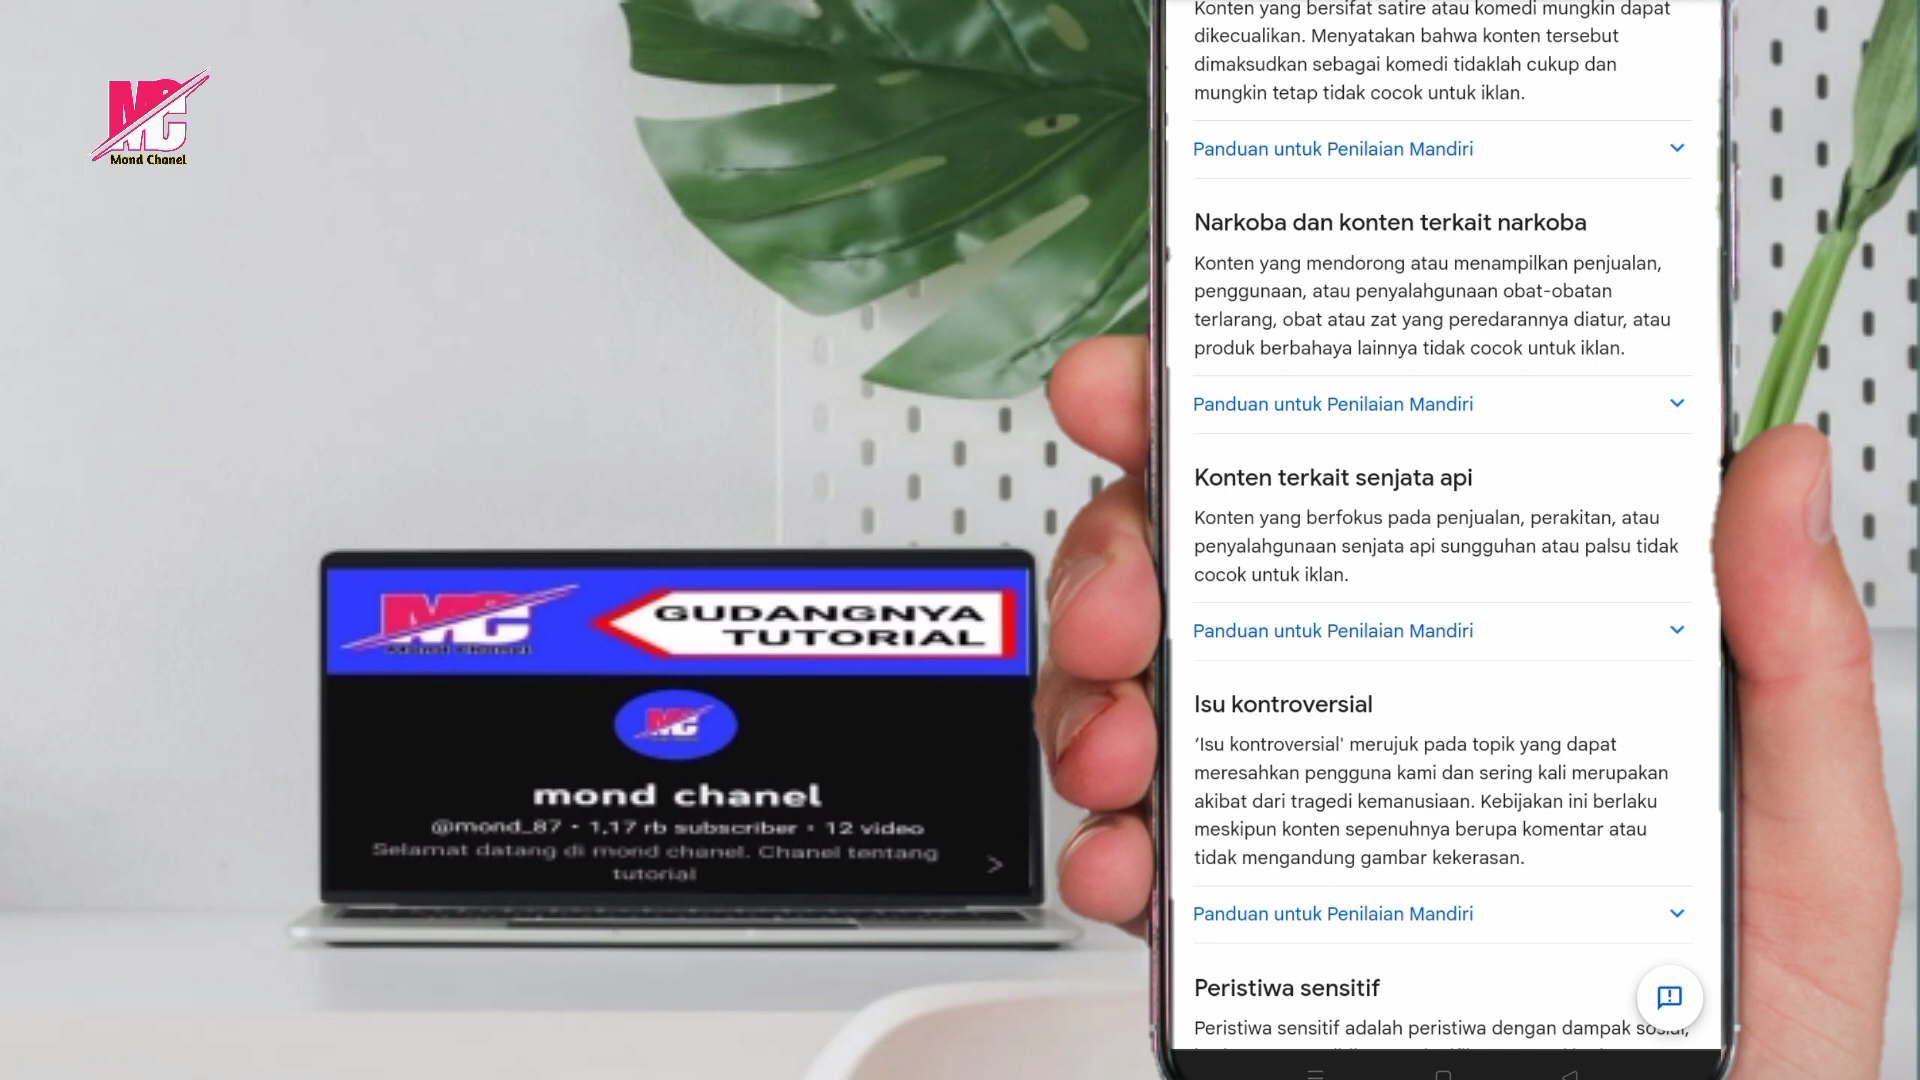 MC
Mond Chanel
MC
GUDANGNYA
TUTORIAL
mond chanel
@mond_87 • 1,17 rb subscriber • 12 video
Selamat datang di mond chanel. Chanel tentang
tutorial
Konten yang bersifat satire atau komedi mungkin dapat
dikecualikan. Menyatakan bahwa konten tersebut
dimaksudkan sebagai komedi tidaklah cukup dan
mungkin tetap tidak cocok untuk iklan.
Panduan untuk Penilaian Mandiri
Narkoba dan konten terkait narkoba
Konten yang mendorong atau menampilkan penjualan,
penggunaan, atau penyalahgunaan obat-obatan
terlarang, obat atau zat yang peredarannya diatur, atau
produk berbahaya lainnya tidak cocok untuk iklan.
Panduan untuk Penilaian Mandiri
Konten terkait senjata api
Konten yang berfokus pada penjualan, perakitan, atau
penyalahgunaan senjata api sungguhan atau palsu tidak
cocok untuk iklan.
Panduan untuk Penilaian Mandiri
Isu kontroversial
‘Isu kontroversial' merujuk pada topik yang dapat
meresahkan pengguna kami dan sering kali merupakan
akibat dari tragedi kemanusiaan. Kebijakan ini berlaku
meskipun konten sepenuhnya berupa komentar atau
tidak mengandung gambar kekerasan.
Panduan untuk Penilaian Mandiri
Peristiwa sensitif
Peristiwa sensitif adalah peristiwa dengan dampak sosial,